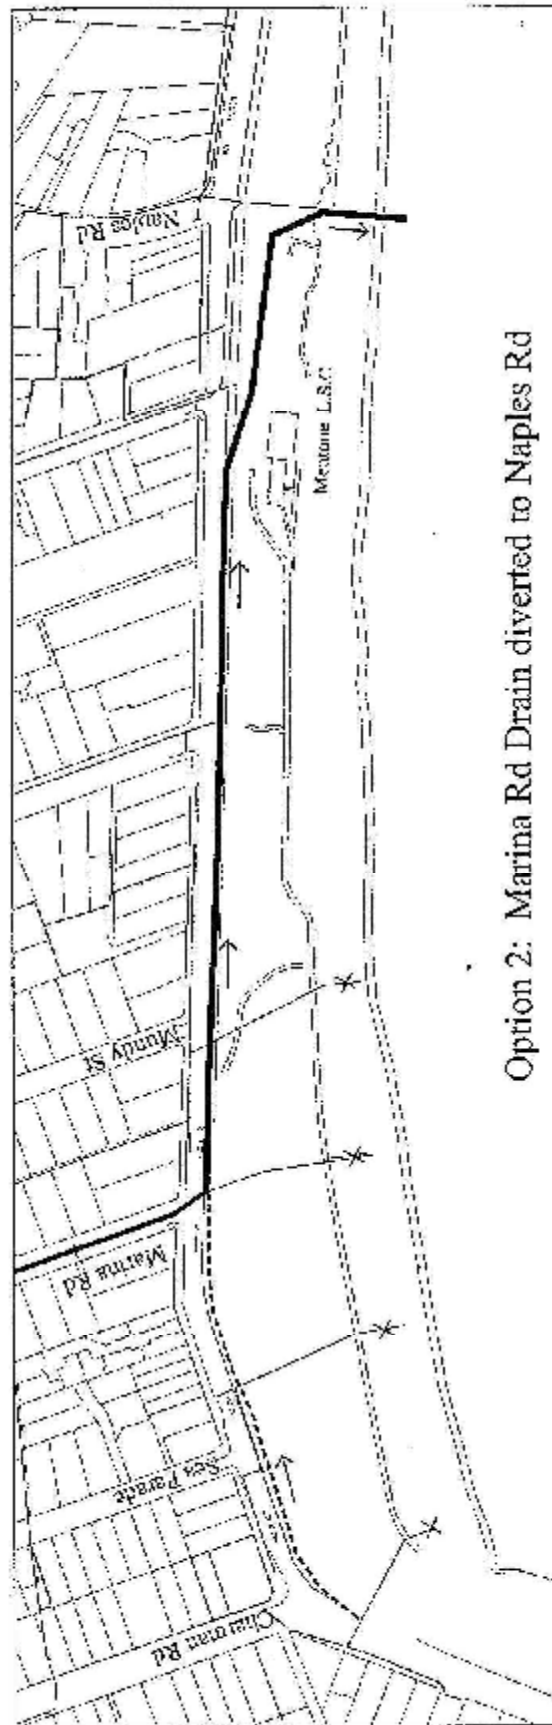 Naples Rd
Mentone L.S.C
Mundy St
Marina Rd
Sea Parade
Charman Rd
Option 2: Marina Rd Drain diverted to Naples Rd